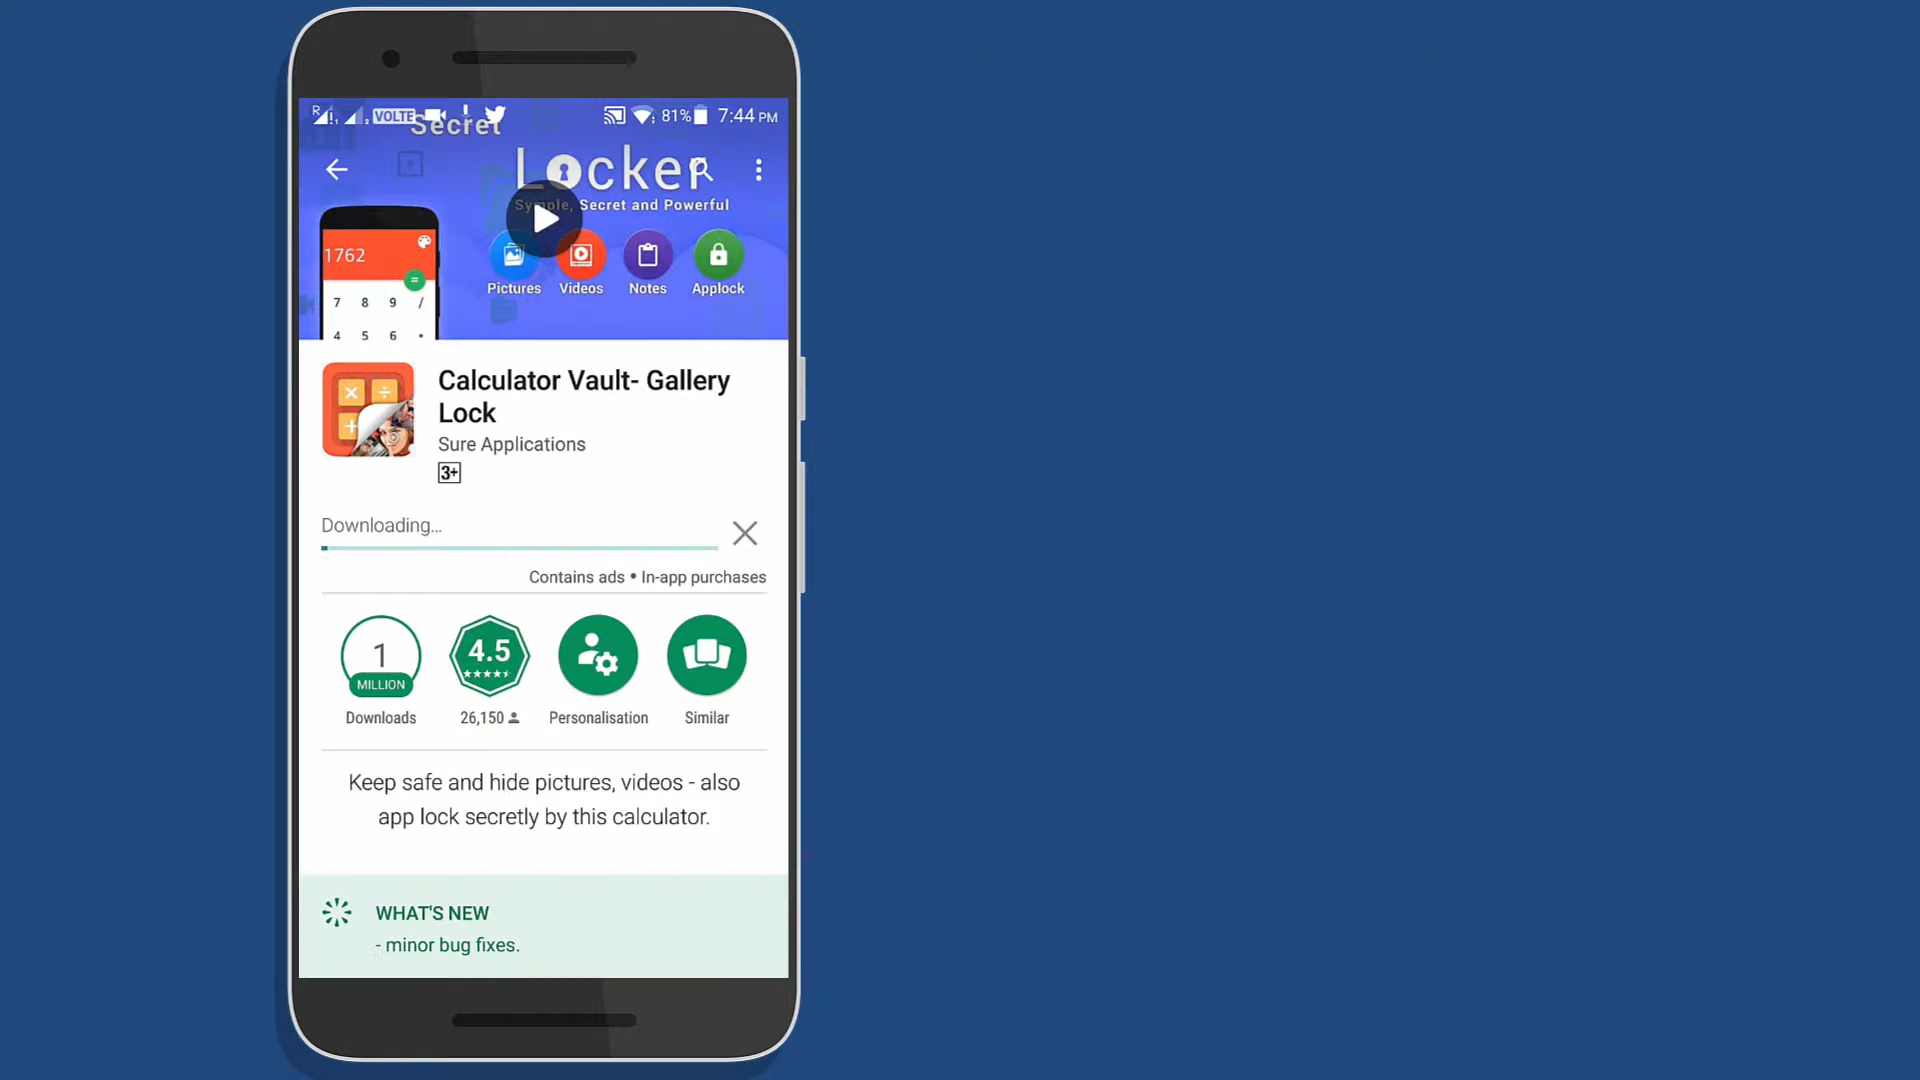 R
VOLTE
81%
7:44 PM
Secret
Locker
Symple, Secret and Powerful
1762
=
7 8 9 /
4 5 6 *
Pictures Videos Notes Applock
Calculator Vault- Gallery
Lock
Sure Applications
3+
Downloading...
Contains ads • In-app purchases
1
MILLION
4.5
Downloads 26,150 Personalisation Similar
Keep safe and hide pictures, videos - also
app lock secretly by this calculator.
WHAT'S NEW
- minor bug fixes.